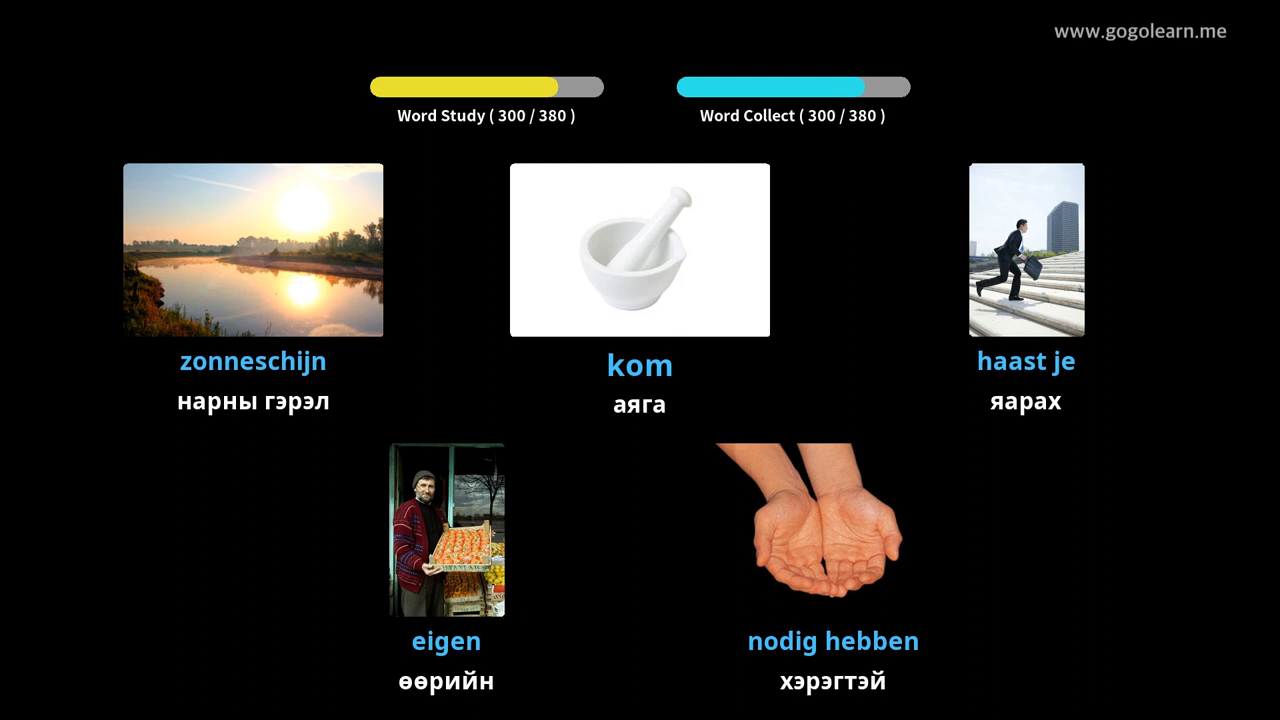 www.gogolearn.me
Word Study ( 300 / 380 )
Word Collect ( 300 / 380 )
zonneschijn
kom
haast je
нарны гэрэл
аяга
яарах
eigen
nodig hebben
өөрийн
хэрэгтэй